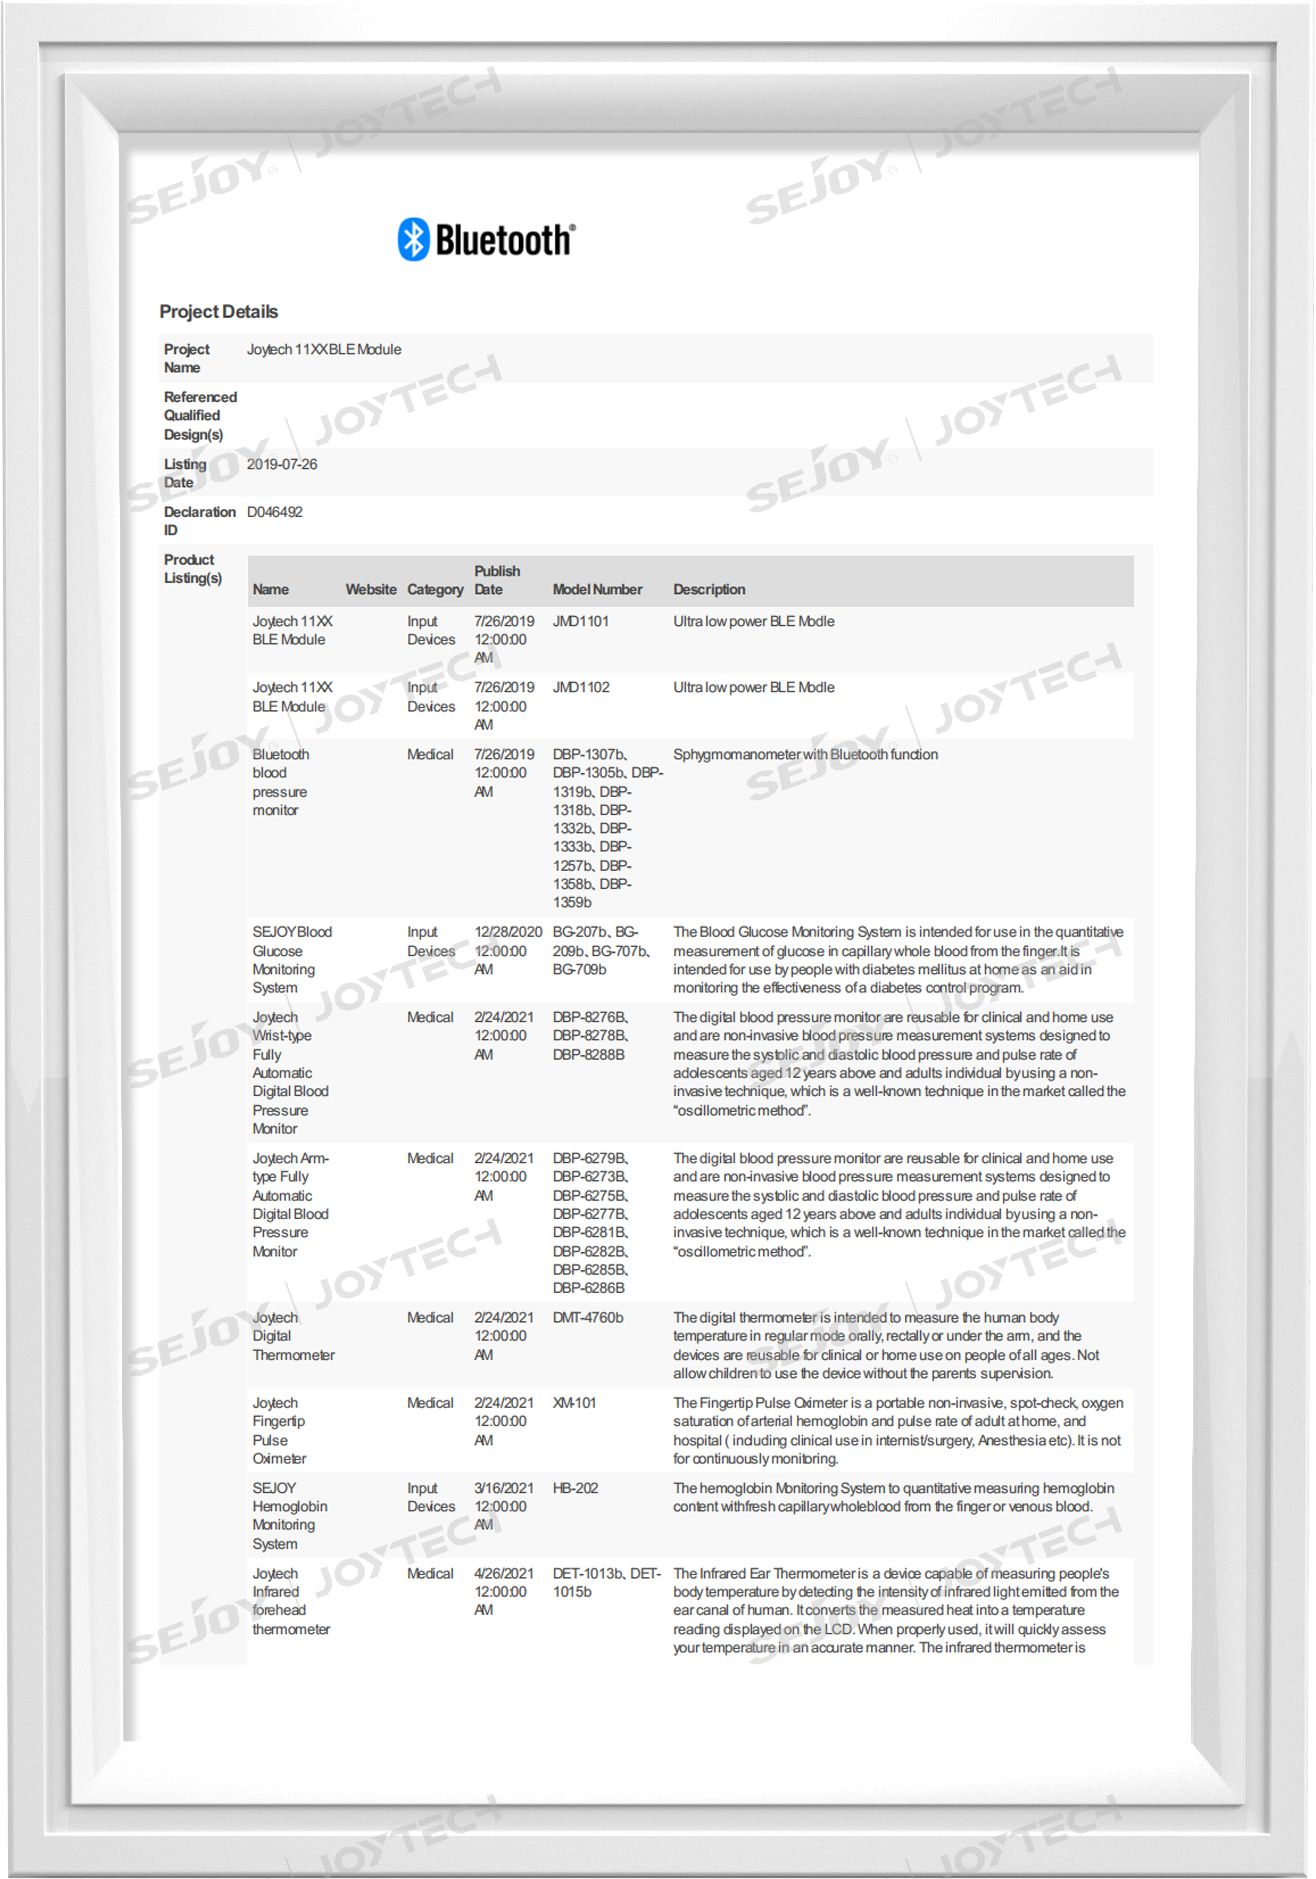 SEJOY | JOYTECH
SEJOY | JOYTECH
Bluetooth®
Project Details
Project Name
Joytech 11XX BLE Module
Referenced Qualified Design(s)
Listing Date
2019-07-26
Declaration ID
D046492
Product Listing(s)
Name Website Category Publish Date Model Number Description
Joytech 11XX Input 7/26/2019 JMD1101 Ultra low power BLE Modle
BLE Module Devices 12:00:00
AM
Joytech 11XX Input 7/26/2019 JMD1102 Ultra low power BLE Modle
BLE Module Devices 12:00:00
AM
Bluetooth Medical 7/26/2019 DBP-1307b、 Sphygmomanometer with Bluetooth function
blood 12:00:00 DBP-1305b、DBP-
pressure AM 1319b、DBP-
monitor 1318b、DBP-
1332b、DBP-
1333b、DBP-
1257b、DBP-
1358b、DBP-
1359b
SEJOY Blood Input 12/28/2020 BG-207b、BG- The Blood Glucose Monitoring System is intended for use in the quantitative
Glucose Devices 12:00:00 209b、BG-707b、 measurement of glucose in capillary whole blood from the finger.It is
Monitoring AM BG-709b intended for use by people with diabetes mellitus at home as an aid in
System monitoring the effectiveness of a diabetes control program.
Joytech Medical 2/24/2021 DBP-8276B、 The digital blood pressure monitor are reusable for clinical and home use
Wrist-type 12:00:00 DBP-8278B、 and are non-invasive blood pressure measurement systems designed to
Fully AM DBP-8288B measure the systolic and diastolic blood pressure and pulse rate of
Automatic adolescents aged 12 years above and adults individual by using a non-
Digital Blood invasive technique, which is a well-known technique in the market called the
Pressure “oscillometric method”.
Monitor
Joytech Arm- Medical 2/24/2021 DBP-6279B、 The digital blood pressure monitor are reusable for clinical and home use
type Fully 12:00:00 DBP-6273B、 and are non-invasive blood pressure measurement systems designed to
Automatic AM DBP-6275B、 measure the systolic and diastolic blood pressure and pulse rate of
Digital Blood DBP-6277B、 adolescents aged 12 years above and adults individual by using a non-
Pressure DBP-6281B、 invasive technique, which is a well-known technique in the market called the
Monitor DBP-6282B、 “oscillometric method”.
DBP-6285B、
DBP-6286B
Joytech Medical 2/24/2021 DMT-4760b The digital thermometer is intended to measure the human body
Digital 12:00:00 temperature in regular mode orally, rectally or under the arm, and the
Thermometer AM devices are reusable for clinical or home use on people of all ages. Not
allow children to use the device without the parents supervision.
Joytech Medical 2/24/2021 XM-101 The Fingertip Pulse Oximeter is a portable non-invasive, spot-check, oxygen
Fingertip 12:00:00 saturation of arterial hemoglobin and pulse rate of adult at home, and
Pulse AM hospital ( including clinical use in internist/surgery, Anesthesia etc). It is not
Oximeter for continuously monitoring.
SEJOY Input 3/16/2021 HB-202 The hemoglobin Monitoring System to quantitative measuring hemoglobin
Hemoglobin Devices 12:00:00 content withfresh capillary wholeblood from the finger or venous blood.
Monitoring AM
System
Joytech Medical 4/26/2021 DET-1013b、DET- The Infrared Ear Thermometer is a device capable of measuring people's
Infrared 12:00:00 1015b body temperature by detecting the intensity of infrared light emitted from the
forehead AM ear canal of human. It converts the measured heat into a temperature
thermometer reading displayed on the LCD. When properly used, it will quickly assess
your temperature in an accurate manner. The infrared thermometer is